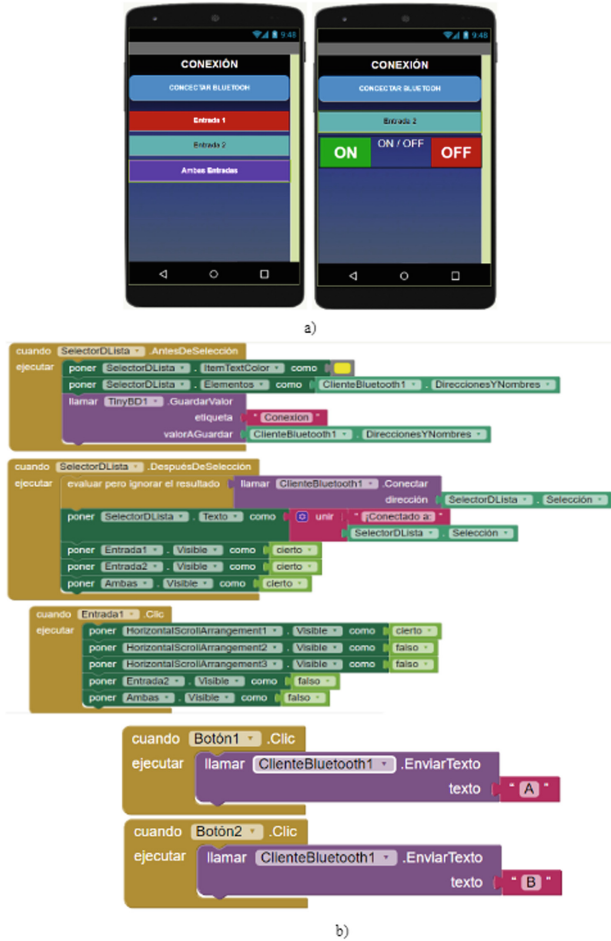 9:48
CONEXIÓN
CONCECTAR BLUETOOH
Entrada 1
Entrada 2
Ambas Entradas
9:48
CONEXIÓN
CONCECTAR BLUETOOH
Entrada 2
ON
ON / OFF
OFF
a)
cuando SelectorDLista .AntesDeSelección
ejecutar poner SelectorDLista . ItemTextColor como
poner SelectorDLista . Elementos como ClienteBluetooth1 . DireccionesYNombres
llamar TinyBD1 .GuardarValor
etiqueta " Conexion "
valorAGuardar ClienteBluetooth1 . DireccionesYNombres
cuando SelectorDLista .DespuésDeSelección
ejecutar evaluar pero ignorar el resultado llamar ClienteBluetooth1 .Conectar
dirección SelectorDLista . Selección
poner SelectorDLista . Texto como unir " ¡Conectado a: "
SelectorDLista . Selección
poner Entrada1 . Visible como cierto
poner Entrada2 . Visible como cierto
poner Ambas . Visible como cierto
cuando Entrada1 .Clic
ejecutar poner HorizontalScrollArrangement1 . Visible como cierto
poner HorizontalScrollArrangement2 . Visible como falso
poner HorizontalScrollArrangement3 . Visible como falso
poner Entrada2 . Visible como falso
poner Ambas . Visible como falso
cuando Botón1 .Clic
ejecutar llamar ClienteBluetooth1 .EnviarTexto
texto " A "
cuando Botón2 .Clic
ejecutar llamar ClienteBluetooth1 .EnviarTexto
texto " B "
b)